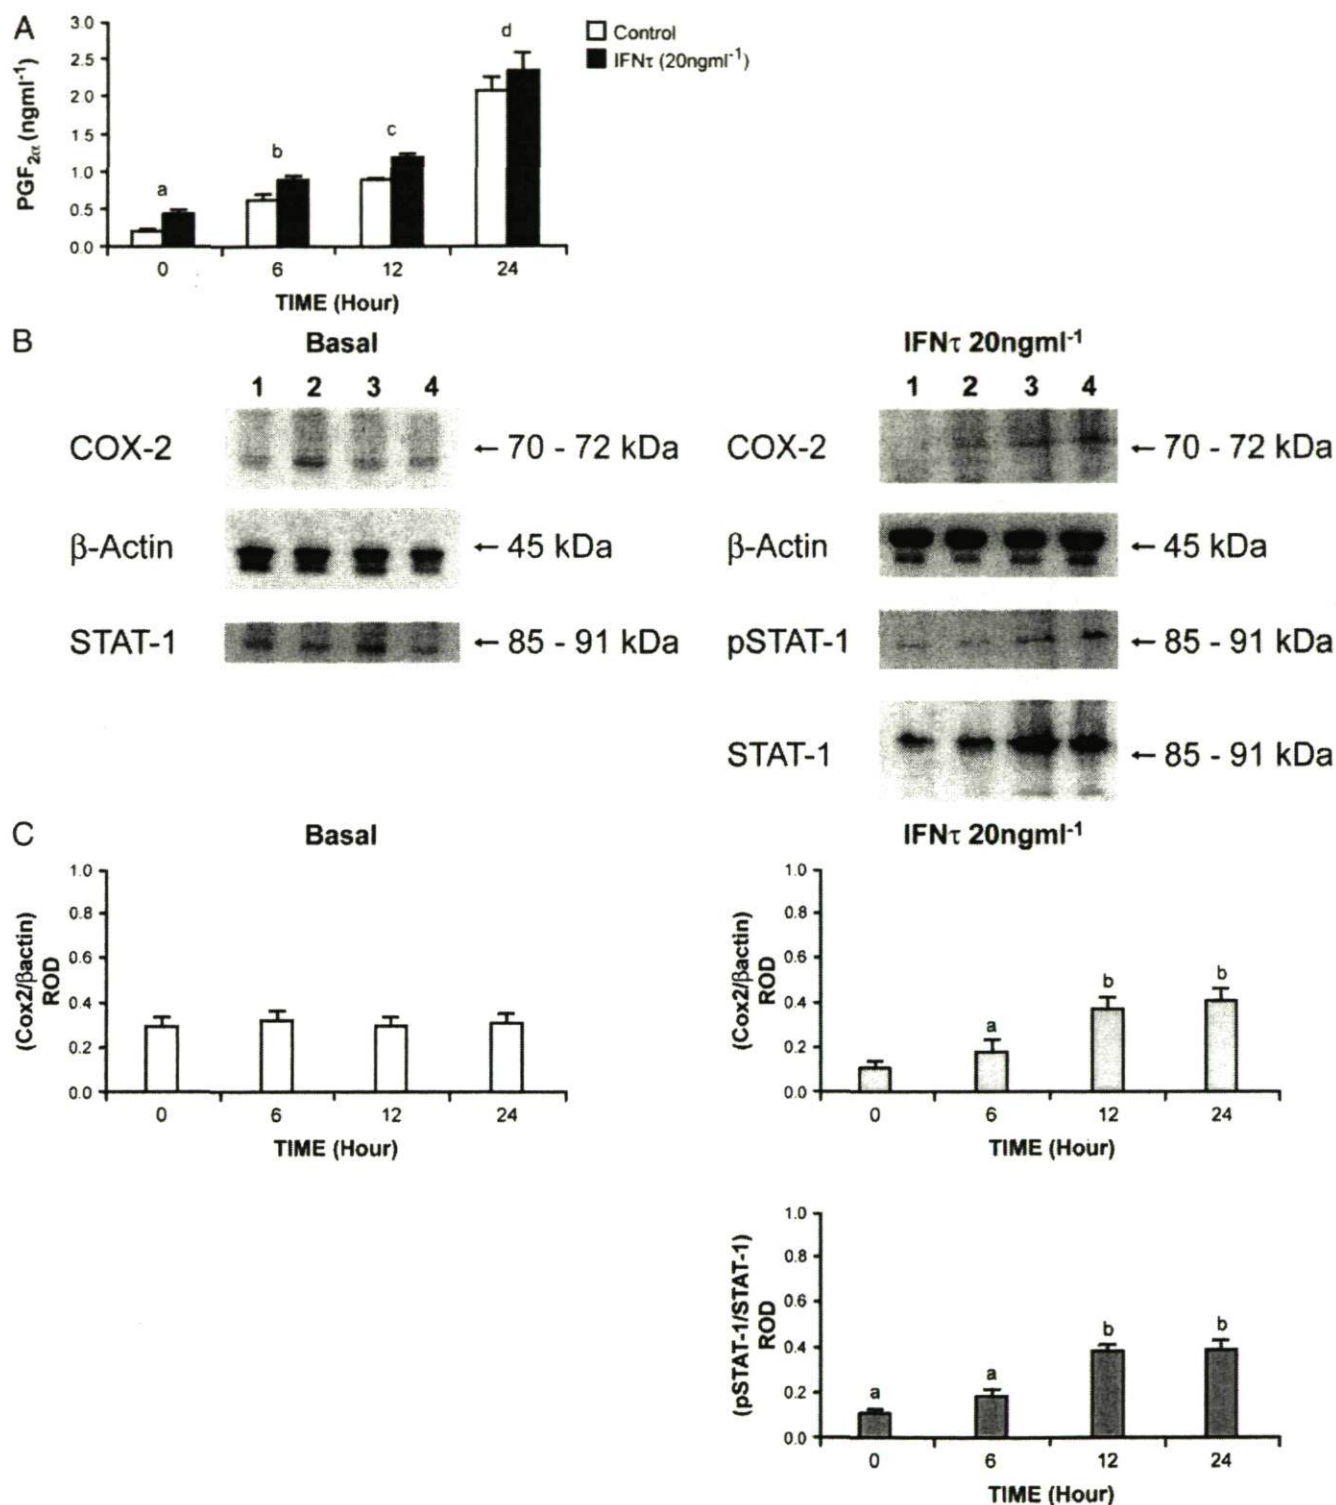 A
PGF2α (ngml-1)
3.0
2.5
2.0
1.5
1.0
0.5
0.0
a
b
c
d
0 6 12 24
TIME (Hour)
Control
IFNτ (20ngml-1)
B
Basal
1 2 3 4
COX-2 ← 70 - 72 kDa
β-Actin ← 45 kDa
STAT-1 ← 85 - 91 kDa
IFNτ 20ngml-1
1 2 3 4
COX-2 ← 70 - 72 kDa
β-Actin ← 45 kDa
pSTAT-1 ← 85 - 91 kDa
STAT-1 ← 85 - 91 kDa
C
Basal
(Cox2/βactin)
ROD
1.0
0.8
0.6
0.4
0.2
0.0
0 6 12 24
TIME (Hour)
IFNτ 20ngml-1
(Cox2/βactin)
ROD
1.0
0.8
0.6
0.4
0.2
0.0
a
b
b
0 6 12 24
TIME (Hour)
(pSTAT-1/STAT-1)
ROD
1.0
0.8
0.6
0.4
0.2
0.0
a
a
b
b
0 6 12 24
TIME (Hour)